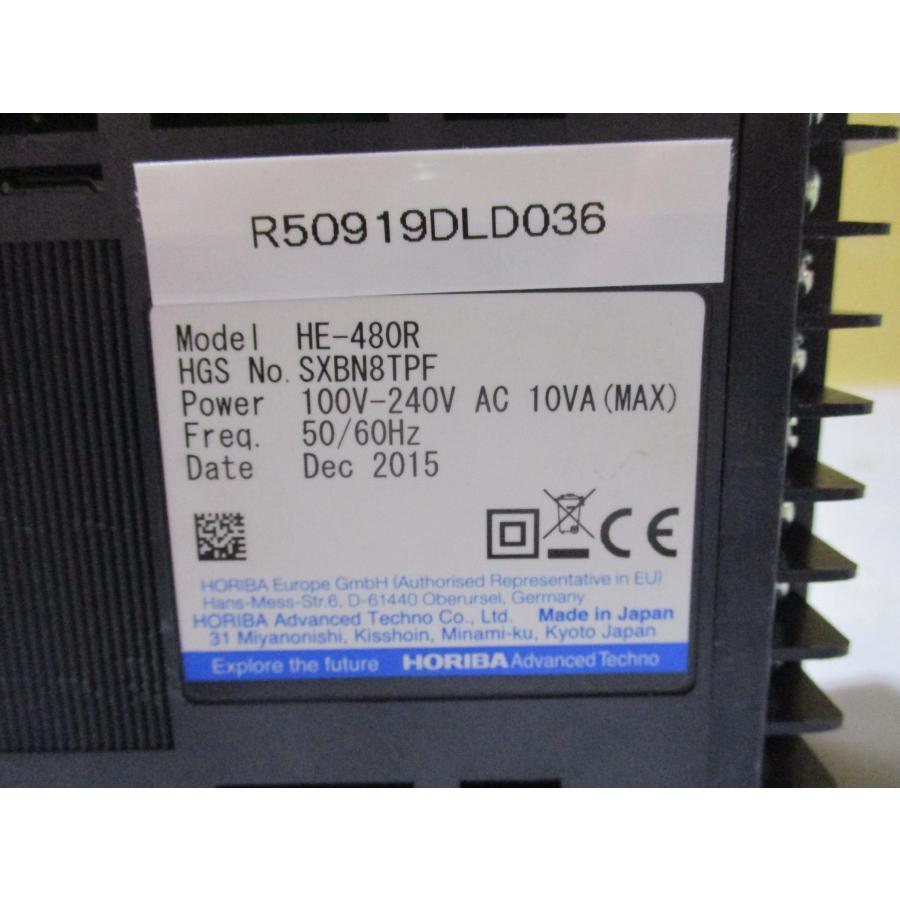 R50919DLD036
Model HE-480R
HGS No. SXBN8TPF
Power 100V-240V AC 10VA(MAX)
Freq. 50/60Hz
Date Dec 2015
CE
HORIBA Europe GmbH (Authorised Representative in EU)
Hans-Mess-Str.6, D-61440 Oberursel, Germany
HORIBA Advanced Techno Co., Ltd. Made in Japan
31 Miyanonishi, Kisshoin, Minami-ku, Kyoto Japan
Explore the future HORIBA Advanced Techno